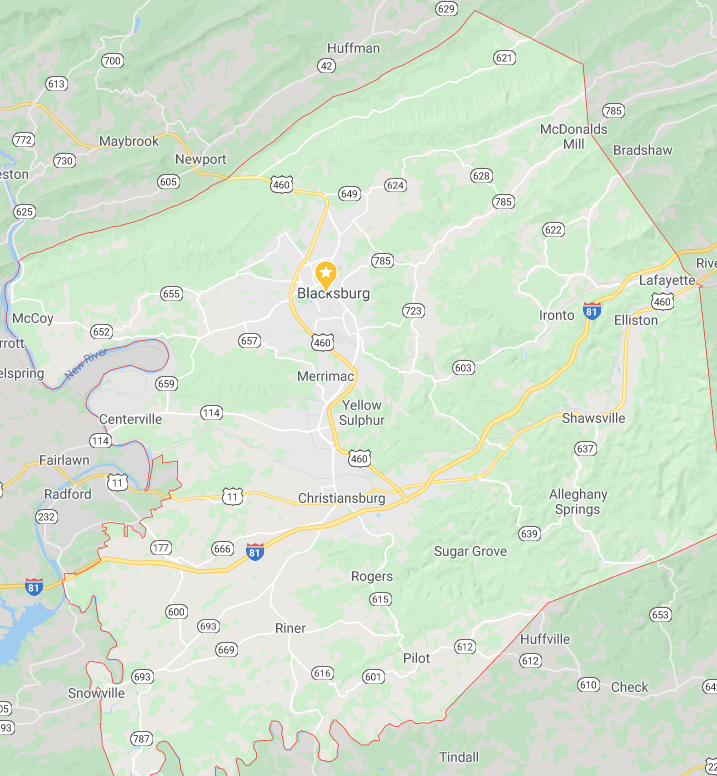 629
Huffman
621
700
42
613
785
McDonalds
Mill
772
Maybrook
Bradshaw
730
Newport
eston
605
460
649
624
628
785
625
622
785
Rive
Lafayette
655
Blacksburg
460
McCoy
723
Ironto
81
Elliston
652
657
460
rrott
New River
elspring
Merrimac
603
659
Centerville
114
Yellow
Sulphur
Shawsville
114
637
Fairlawn
460
11
Radford
11
Christiansburg
Alleghany
Springs
232
639
177
666
81
Sugar Grove
81
Rogers
600
615
653
693
Riner
Huffville
669
612
Pilot
612
693
616
601
610
Check
64
Snowville
05
93
787
Tindall
22